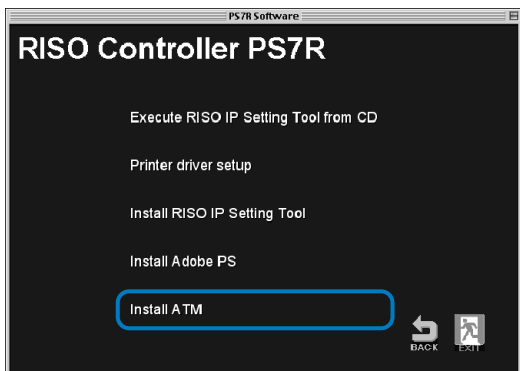 PS7R Software
RISO Controller PS7R
Execute RISO IP Setting Tool from CD
Printer driver setup
Install RISO IP Setting Tool
Install Adobe PS
Install ATM
BACK
EXIT